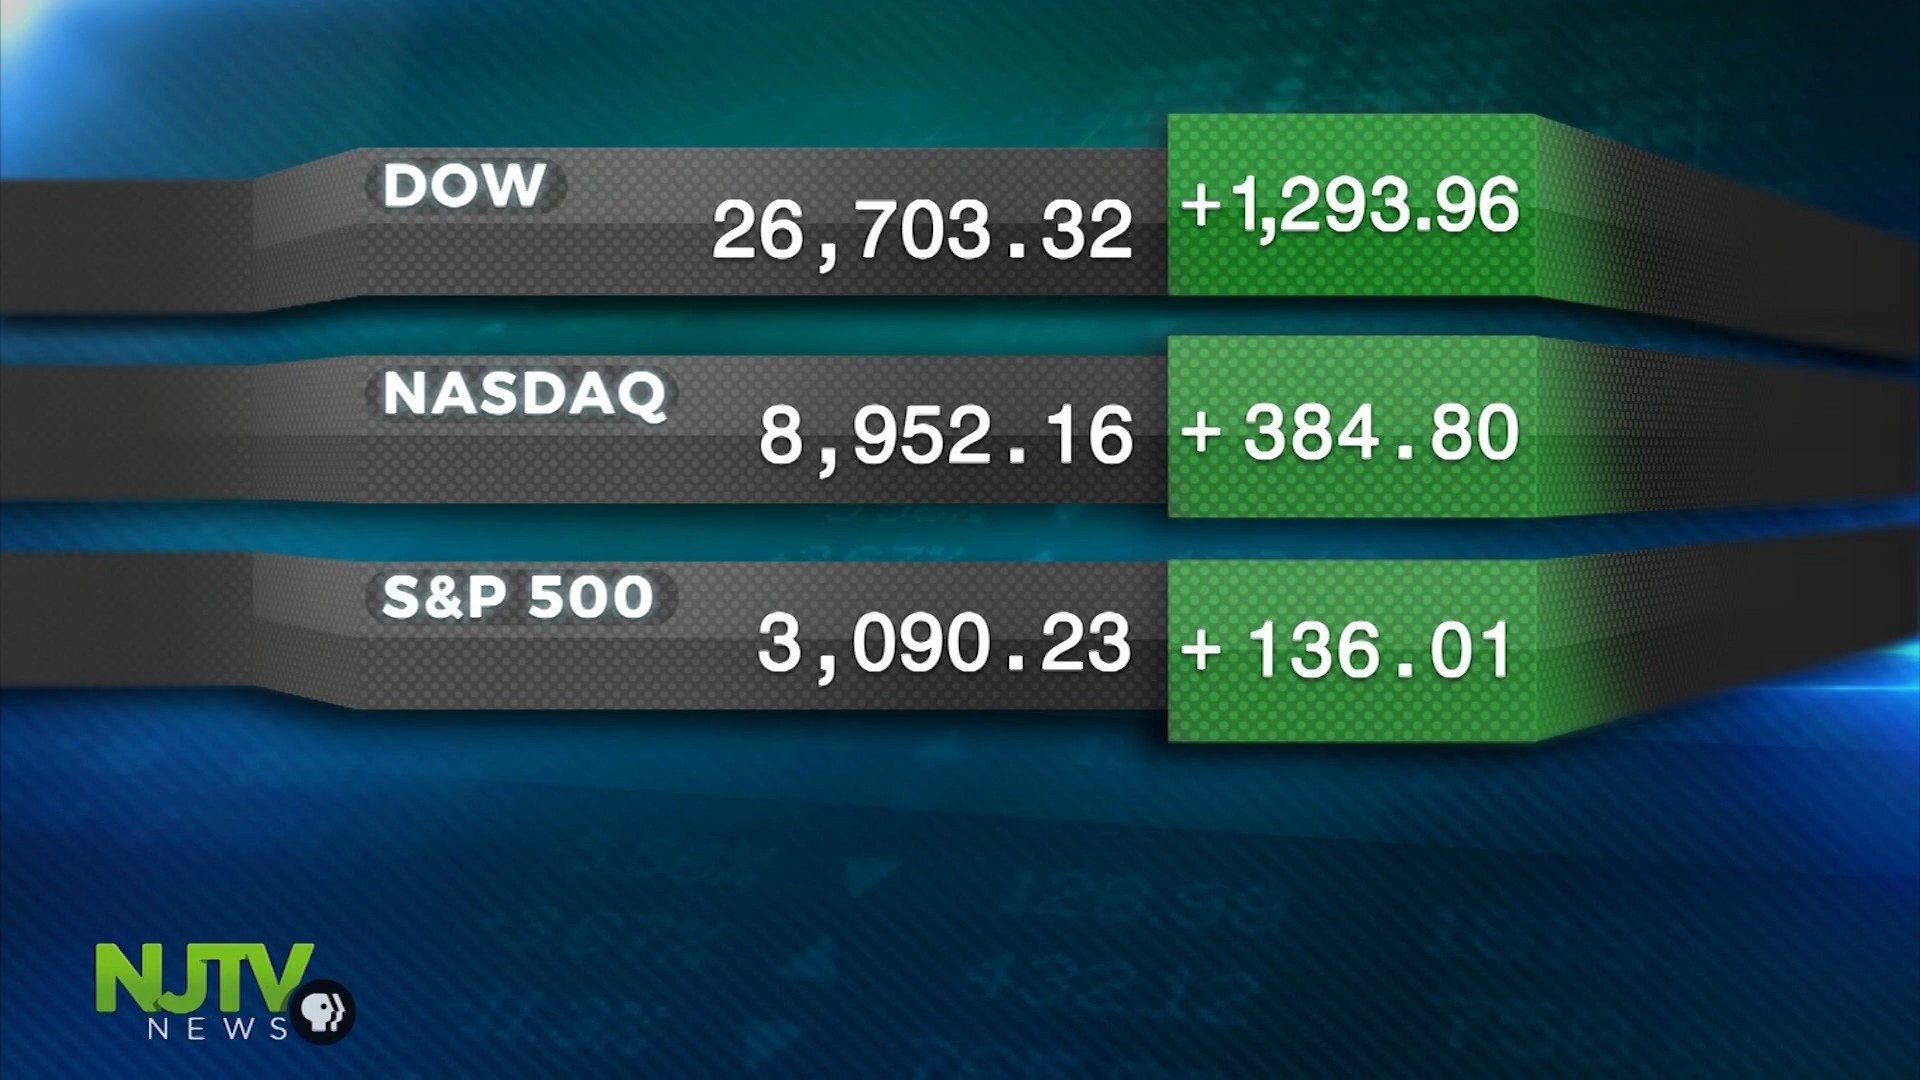 DOW
26,703.32 +1,293.96
NASDAQ
8,952.16 + 384.80
S&P 500
3,090.23 + 136.01
NJTV
NEWS